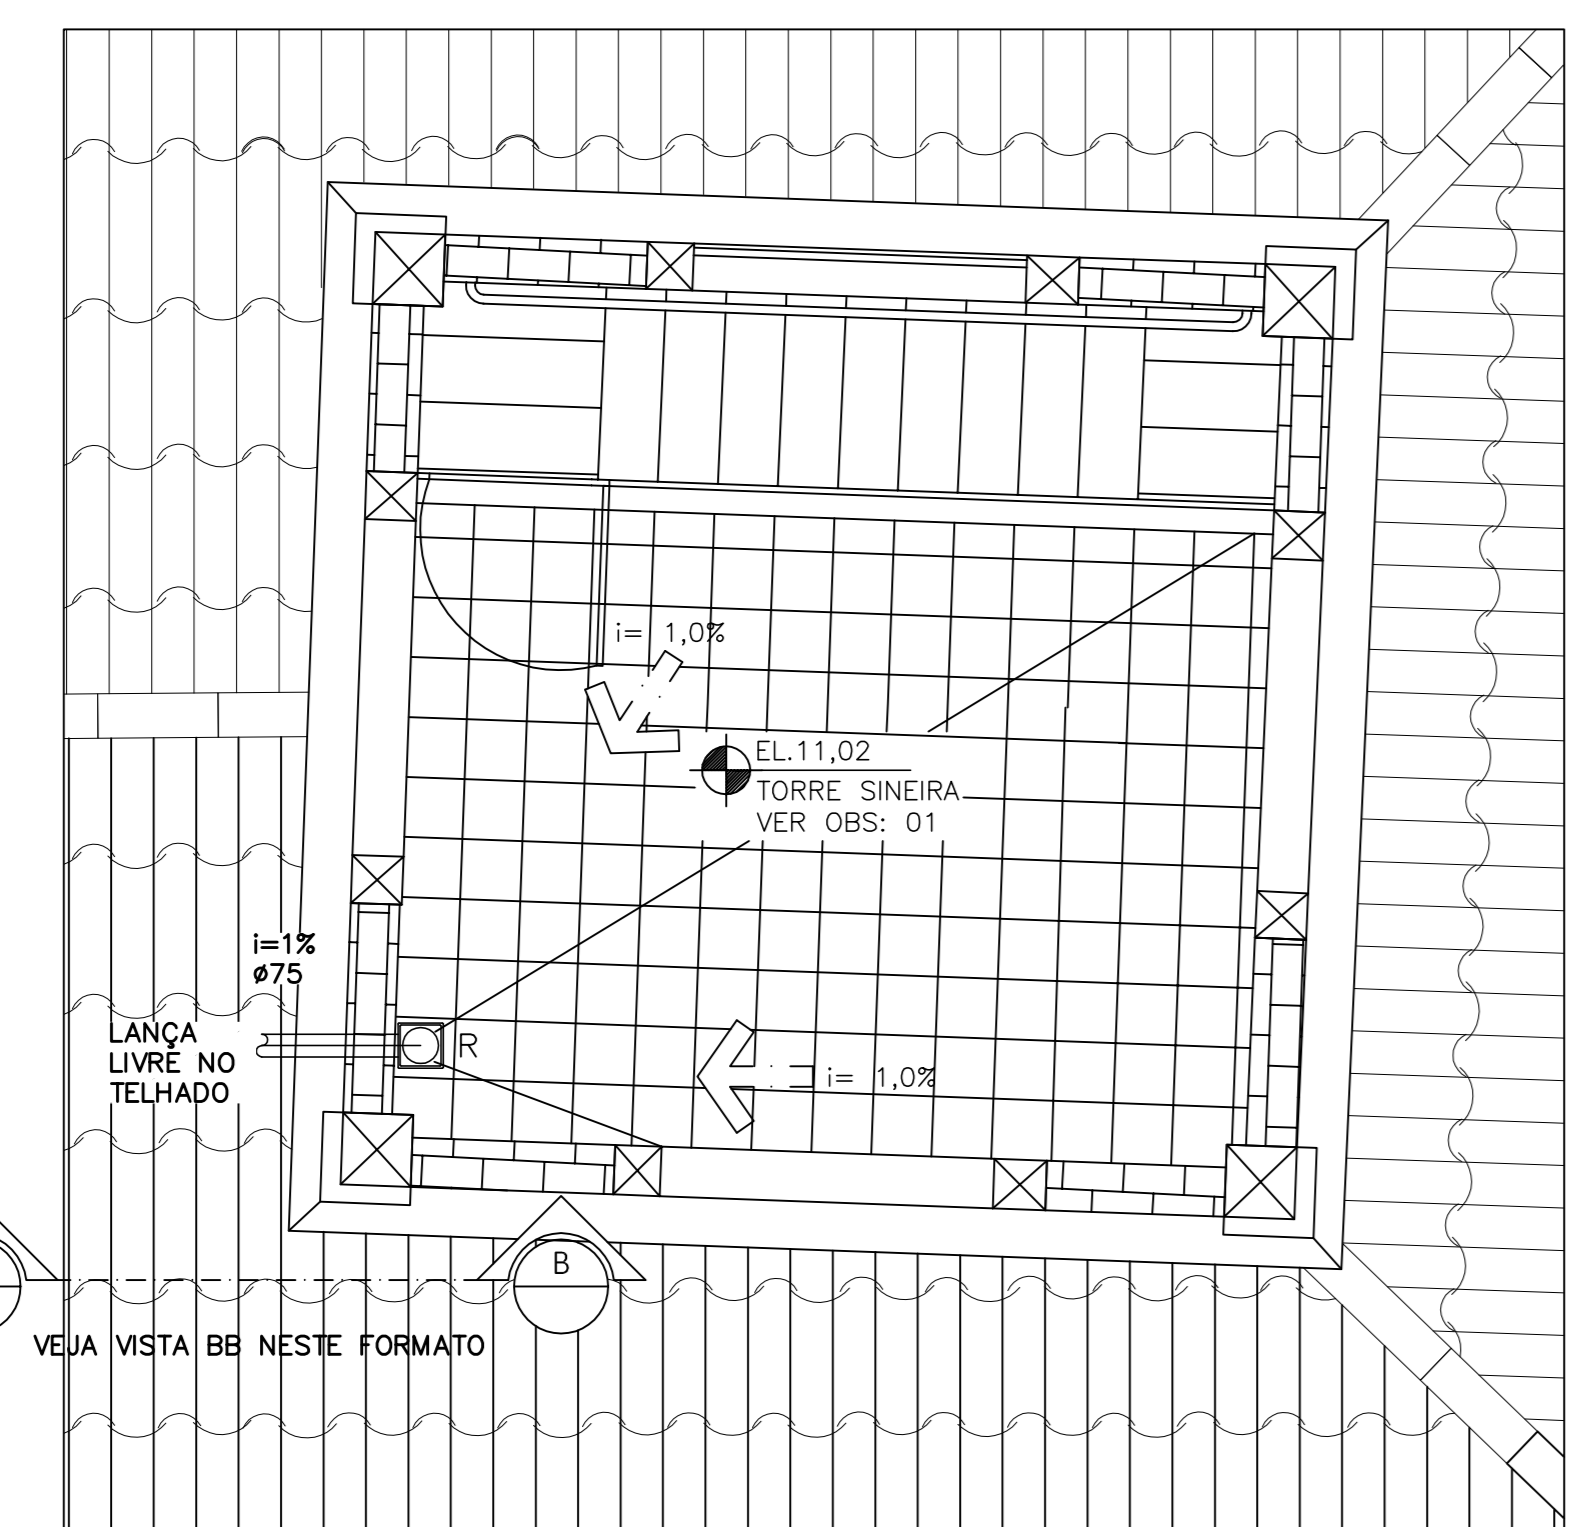 i= 1,0%
EL.11,02
TORRE SINEIRA
VER OBS: 01
i=1%
ø75
LANÇA
LIVRE NO
TELHADO
R
i= 1,0%
B
VEJA VISTA BB NESTE FORMATO